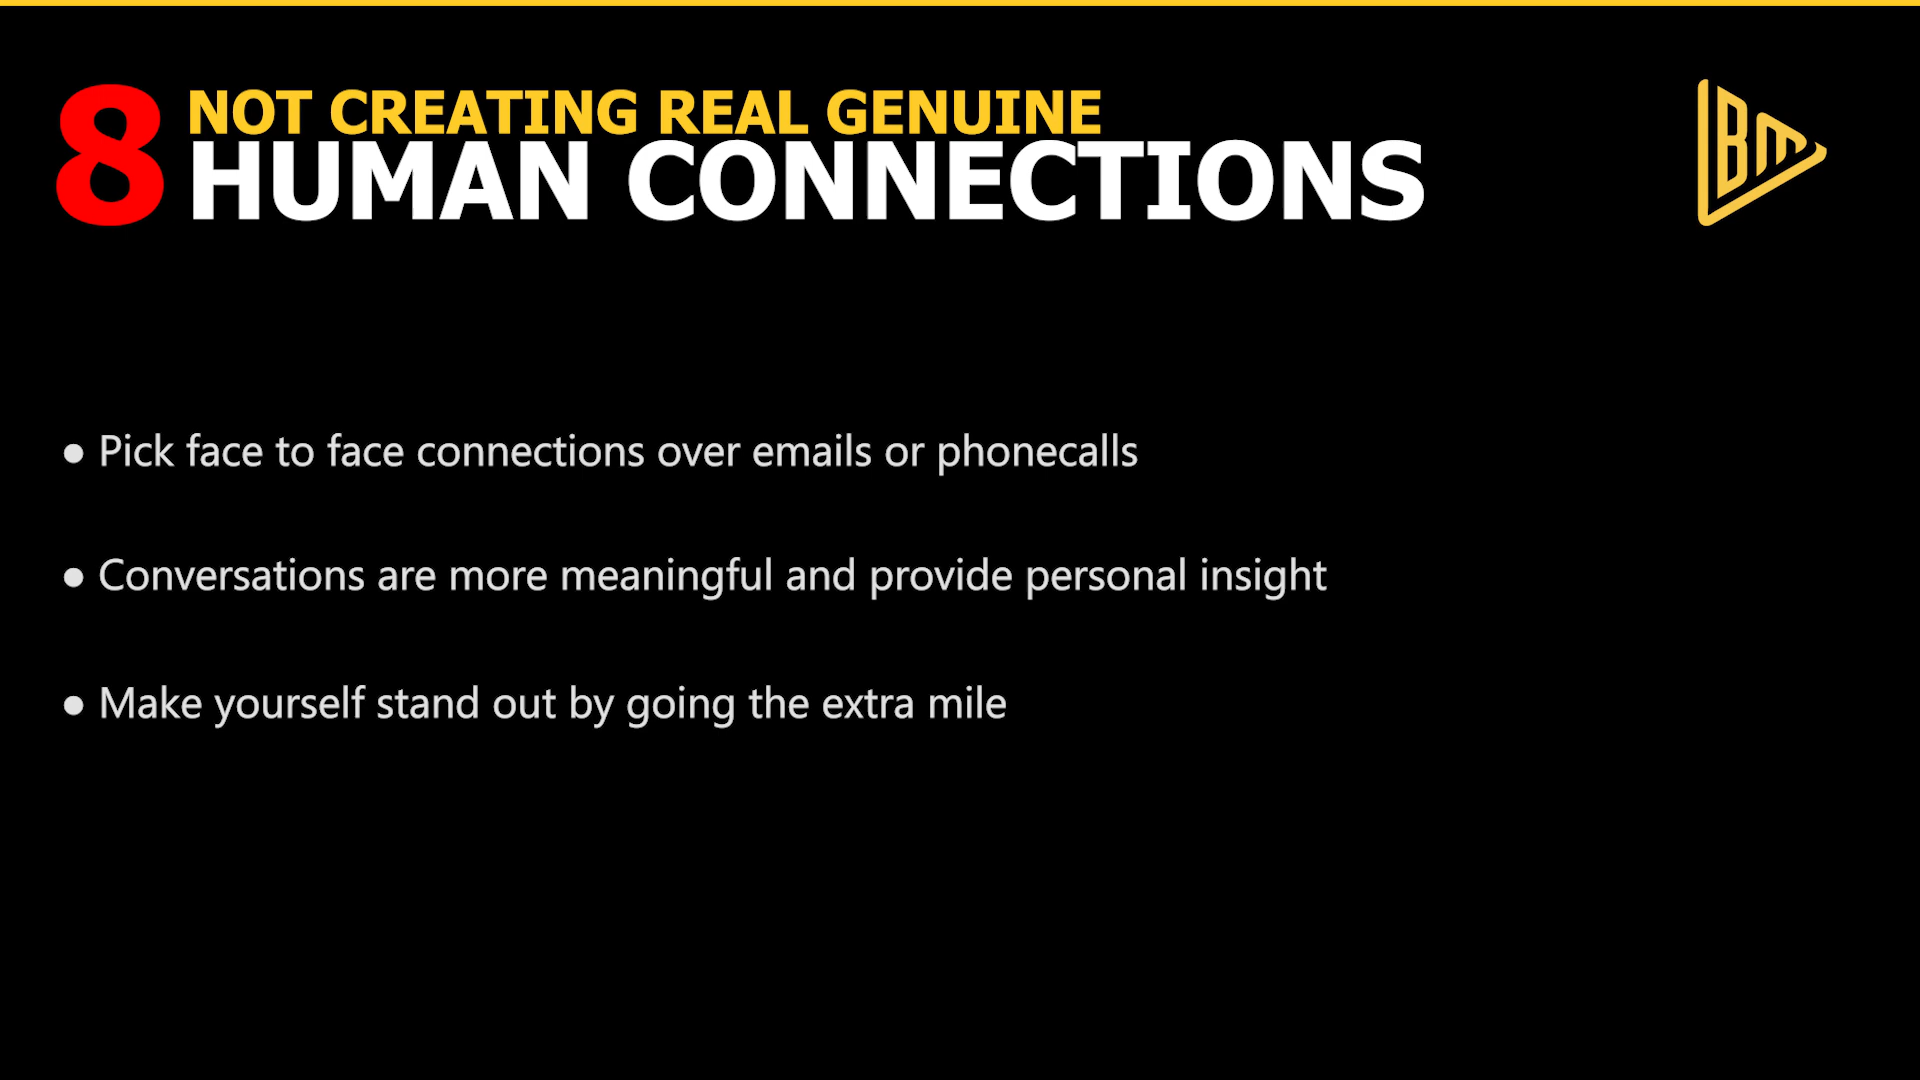 8 NOT CREATING REAL GENUINE
HUMAN CONNECTIONS
BM
● Pick face to face connections over emails or phonecalls
● Conversations are more meaningful and provide personal insight
● Make yourself stand out by going the extra mile